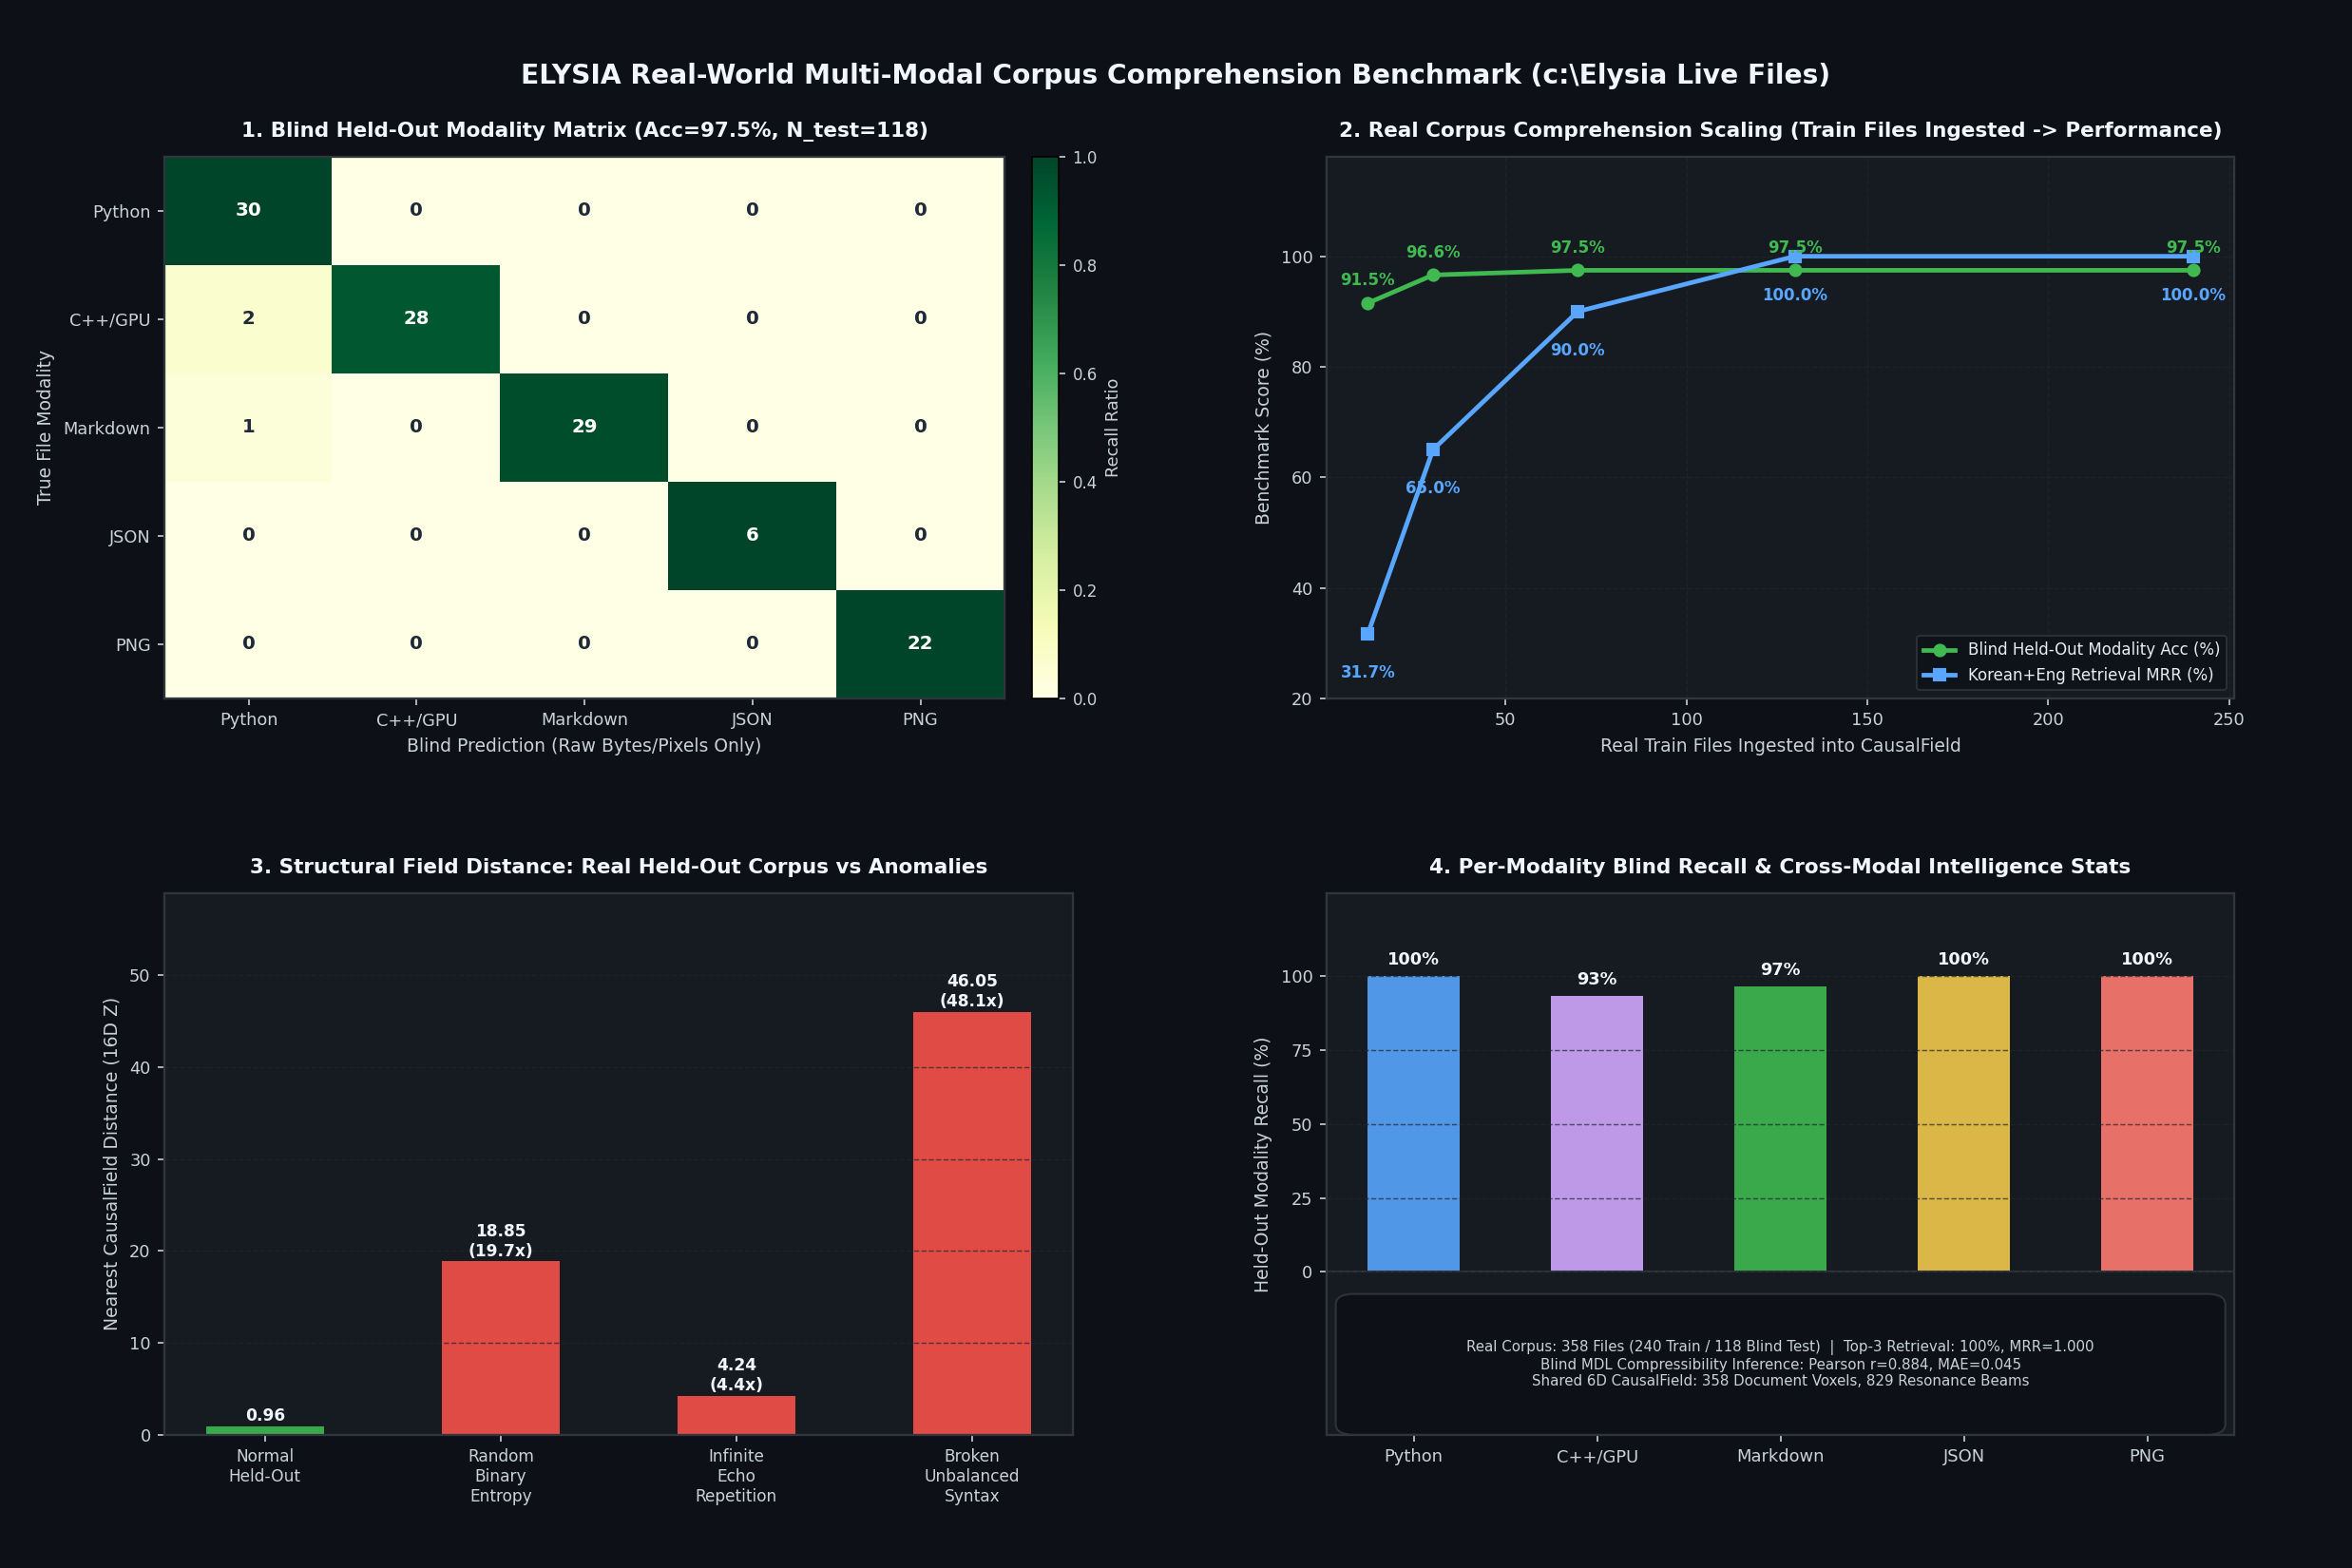 ELYSIA Real-World Multi-Modal Corpus Comprehension Benchmark (c:\Elysia Live Files)
1. Blind Held-Out Modality Matrix (Acc=97.5%, N_test=118)
True File Modality
Python
C++/GPU
Markdown
JSON
PNG
30 0 0 0 0
2 28 0 0 0
1 0 29 0 0
0 0 0 6 0
0 0 0 0 22
Python C++/GPU Markdown JSON PNG
Blind Prediction (Raw Bytes/Pixels Only)
1.0
0.8
0.6
0.4
0.2
0.0
Recall Ratio
2. Real Corpus Comprehension Scaling (Train Files Ingested -> Performance)
Benchmark Score (%)
100
80
60
40
20
91.5% 96.6% 97.5% 97.5% 97.5%
31.7% 65.0% 90.0% 100.0% 100.0%
Blind Held-Out Modality Acc (%)
Korean+Eng Retrieval MRR (%)
50 100 150 200 250
Real Train Files Ingested into CausalField
3. Structural Field Distance: Real Held-Out Corpus vs Anomalies
Nearest CausalField Distance (16D Z)
50
40
30
20
10
0
0.96
18.85
(19.7x)
4.24
(4.4x)
46.05
(48.1x)
Normal
Held-Out
Random
Binary
Entropy
Infinite
Echo
Repetition
Broken
Unbalanced
Syntax
4. Per-Modality Blind Recall & Cross-Modal Intelligence Stats
Held-Out Modality Recall (%)
100
75
50
25
0
100% 93% 97% 100% 100%
Real Corpus: 358 Files (240 Train / 118 Blind Test) | Top-3 Retrieval: 100%, MRR=1.000
Blind MDL Compressibility Inference: Pearson r=0.884, MAE=0.045
Shared 6D CausalField: 358 Document Voxels, 829 Resonance Beams
Python C++/GPU Markdown JSON PNG